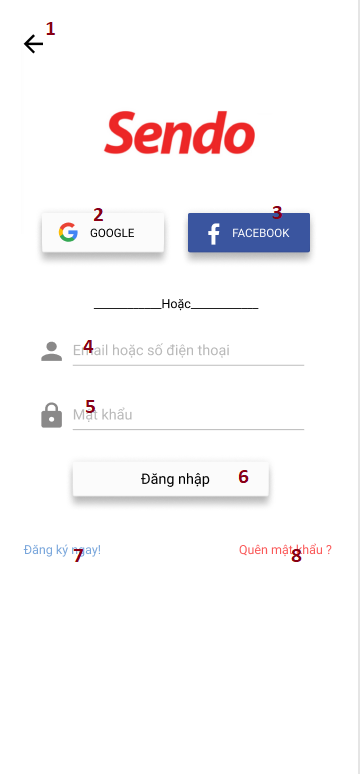 1
Sendo
2
3
GOOGLE
FACEBOOK
Hoặc
4
Email hoặc số điện thoại
5
Mật khẩu
Đăng nhập 6
Đăng ký ngay!
Quên mật khẩu ?
7
8